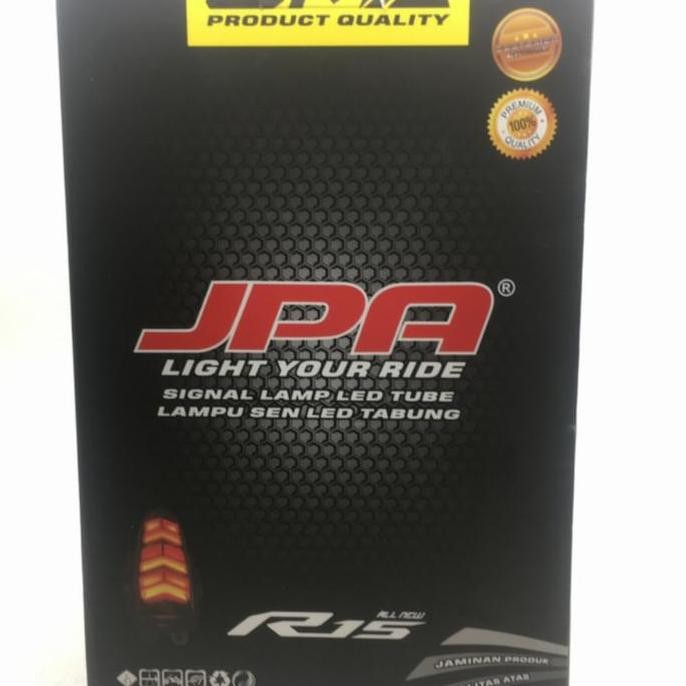 PRODUCT QUALITY
PREMIUM
100%
QUALITY
JPA®
LIGHT YOUR RIDE
SIGNAL LAMP LED TUBE
LAMPU SEN LED TABUNG
ALL NEW
R15
JAMINAN PRODUK
ATAS